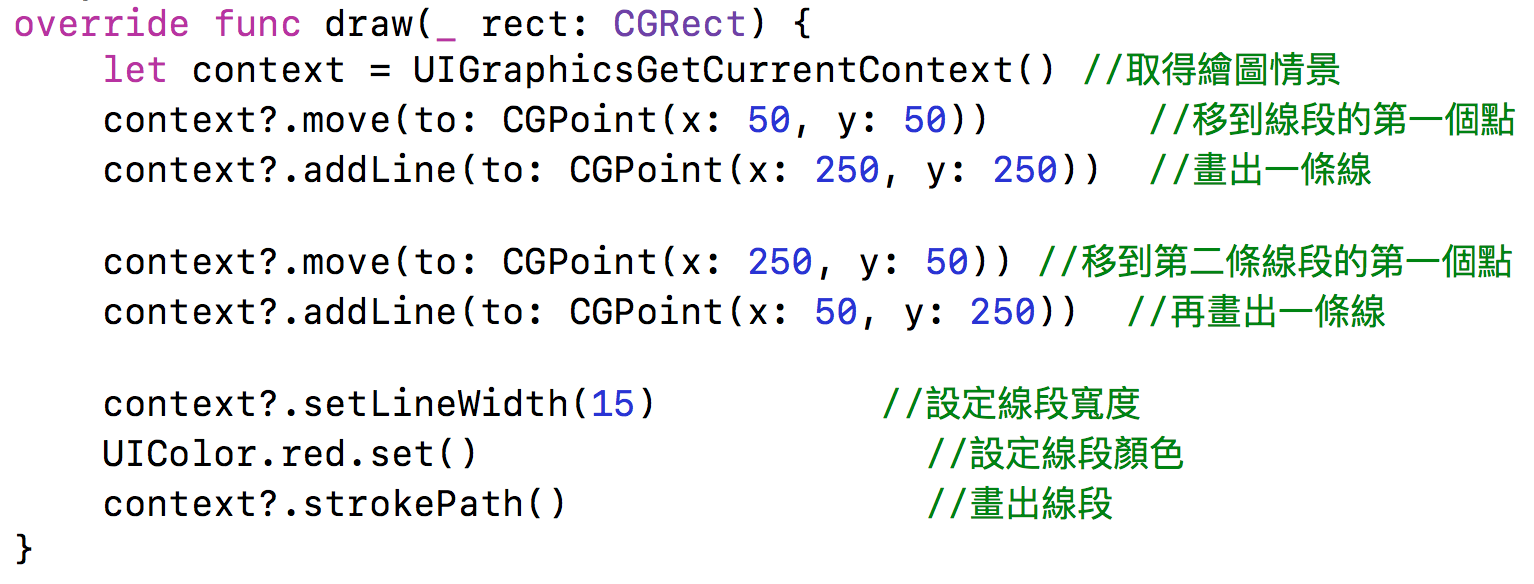 override func draw(_ rect: CGRect) {
    let context = UIGraphicsGetCurrentContext() //取得繪圖情景
    context?.move(to: CGPoint(x: 50, y: 50))       //移到線段的第一個點
    context?.addLine(to: CGPoint(x: 250, y: 250))  //畫出一條線

    context?.move(to: CGPoint(x: 250, y: 50)) //移到第二條線段的第一個點
    context?.addLine(to: CGPoint(x: 50, y: 250))  //再畫出一條線

    context?.setLineWidth(15)          //設定線段寬度
    UIColor.red.set()                    //設定線段顏色
    context?.strokePath()                //畫出線段
}